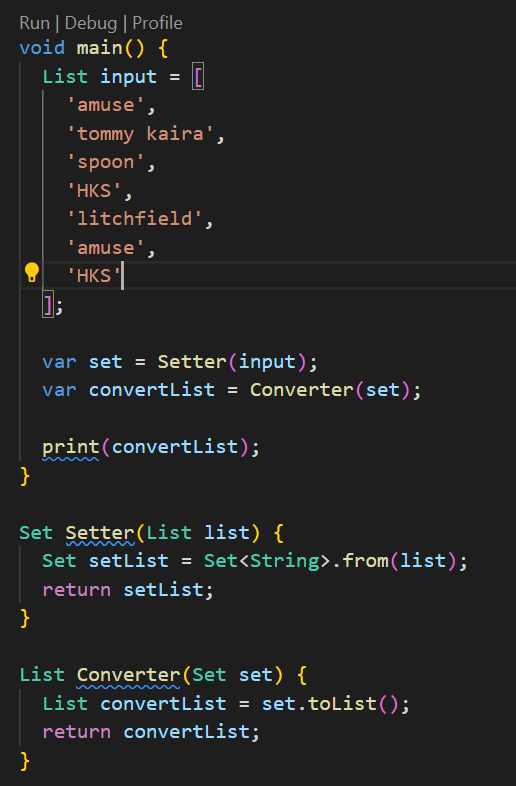 Run | Debug | Profile
void main() {
  List input = [
    'amuse',
    'tommy kaira',
    'spoon',
    'HKS',
    'litchfield',
    'amuse',
    'HKS'
  ];

  var set = Setter(input);
  var convertList = Converter(set);

  print(convertList);
}

Set Setter(List list) {
  Set setList = Set<String>.from(list);
  return setList;
}

List Converter(Set set) {
  List convertList = set.toList();
  return convertList;
}